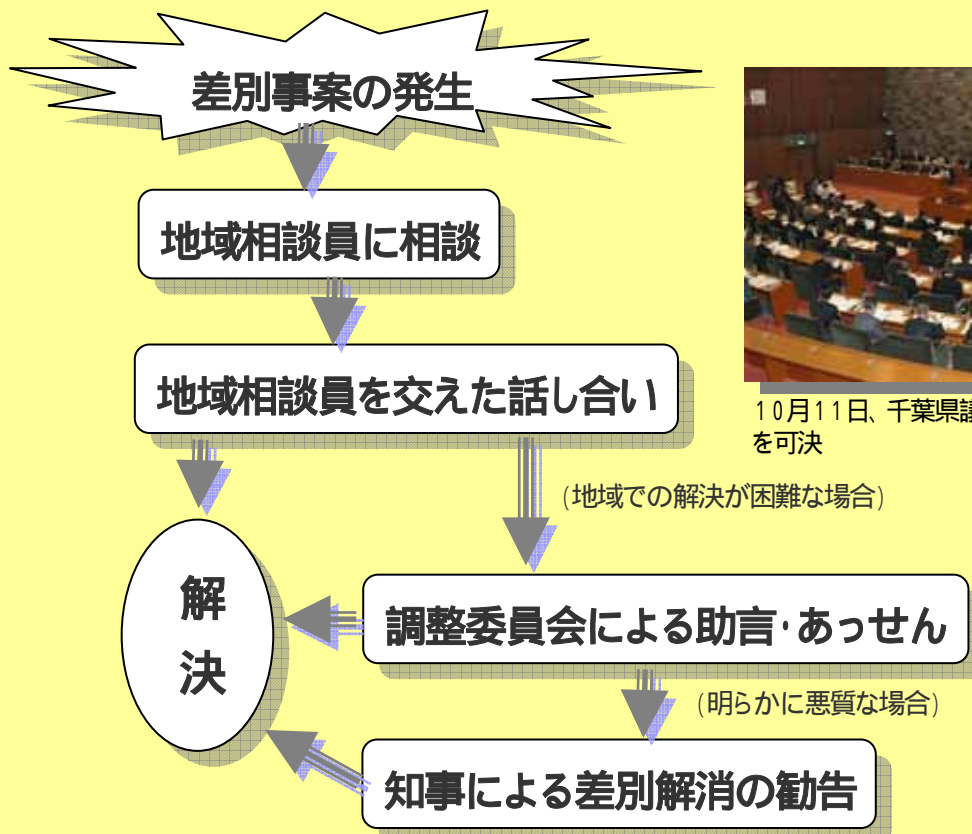 差別事案の発生
地域相談員に相談
地域相談員を交えた話し合い
10月11日、千葉県議
を可決
(地域での解決が困難な場合)
解
決
調整委員会による助言・あっせん
(明らかに悪質な場合)
知事による差別解消の勧告